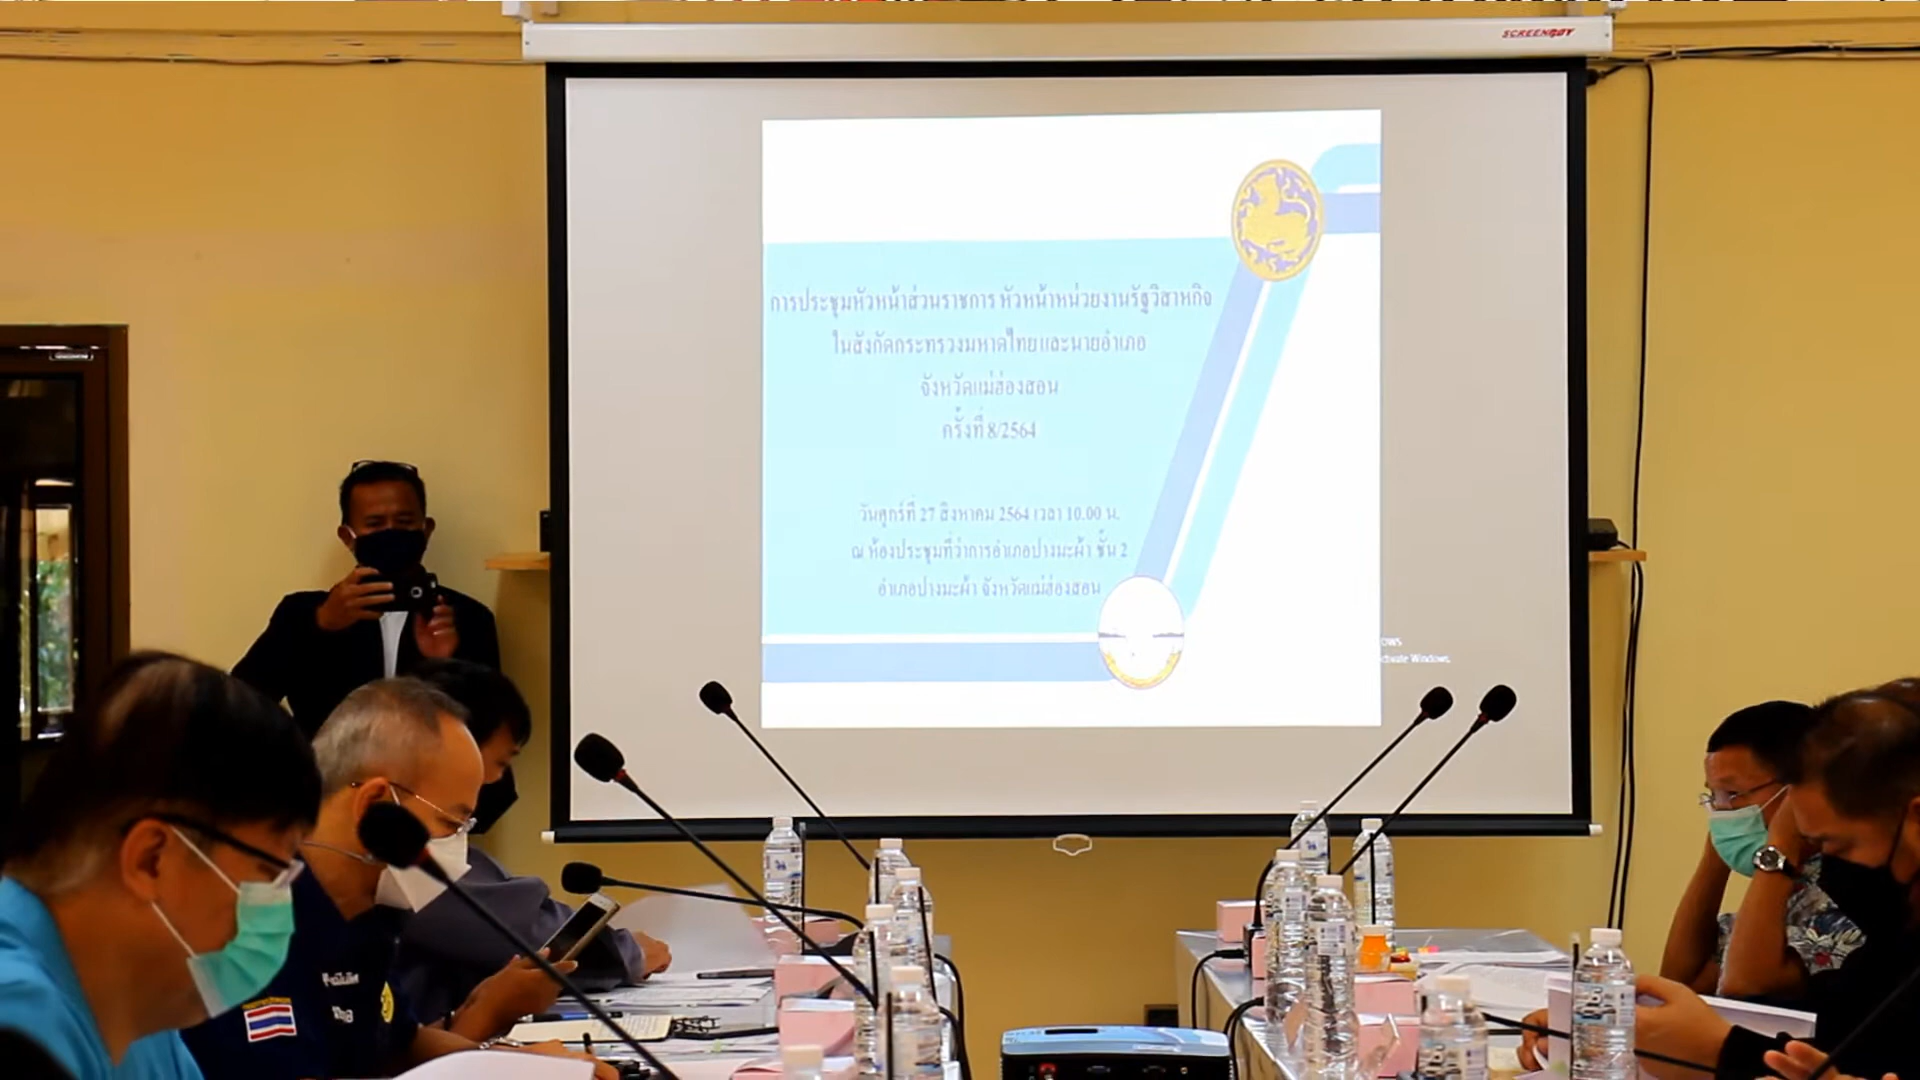 SCREENBOY
การประชุมหัวหน้าส่วนราชการ หัวหน้าหน่วยงานรัฐวิสาหกิจ
ในสังกัดกระทรวงมหาดไทยและนายอำเภอ
จังหวัดแม่ฮ่องสอน
ครั้งที่ 8/2564
วันศุกร์ที่ 27 สิงหาคม 2564 เวลา 10.00 น.
ณ ห้องประชุมที่ว่าการอำเภอปางมะผ้า ชั้น 2
อำเภอปางมะผ้า จังหวัดแม่ฮ่องสอน
Windows.